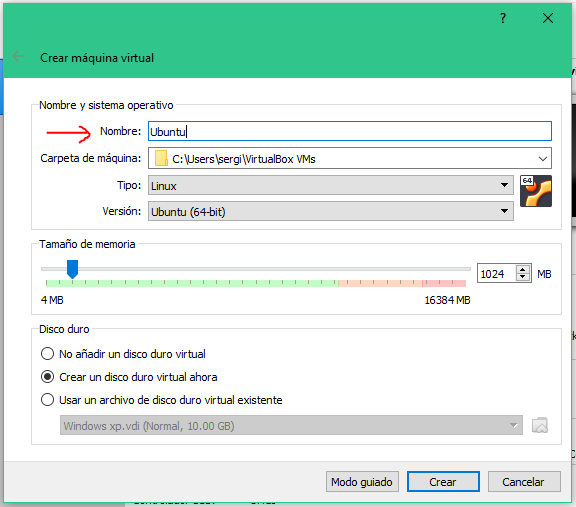 ?
Crear máquina virtual
Nombre y sistema operativo
Nombre: Ubuntu
Carpeta de máquina: C:\Users\sergi\VirtualBox VMs
Tipo: Linux
64
Versión: Ubuntu (64-bit)
Tamaño de memoria
1024 MB
4 MB 16384 MB
Disco duro
No añadir un disco duro virtual
Crear un disco duro virtual ahora
Usar un archivo de disco duro virtual existente
Windows xp.vdi (Normal, 10.00 GB)
Modo guiado Crear Cancelar